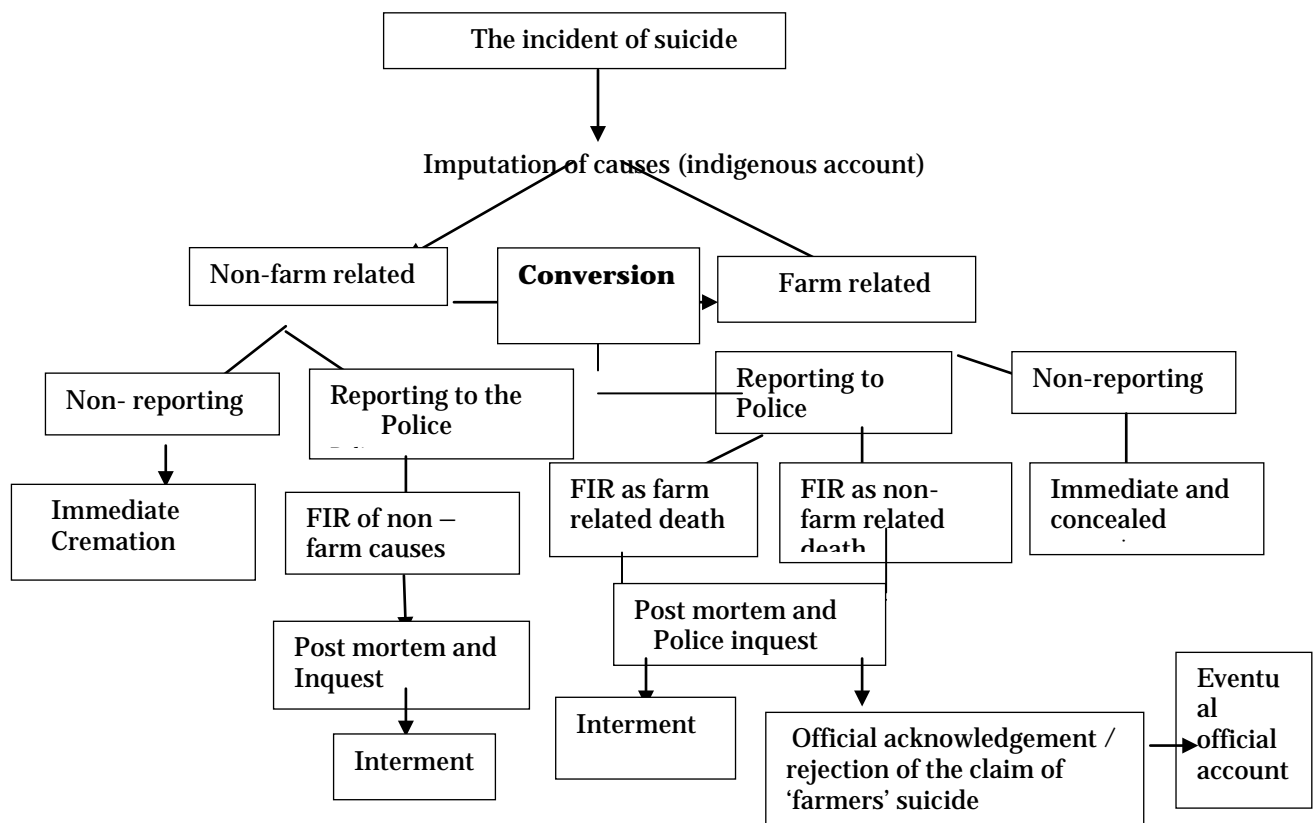 The incident of suicide
Imputation of causes (indigenous account)
Non-farm related
Conversion
Farm related
Non- reporting
Reporting to the
Police
Reporting to
Police
Non-reporting
Immediate
Cremation
FIR of non –
farm causes
FIR as farm
related death
FIR as non-
farm related
death
Immediate and
concealed
Post mortem and
Inquest
Post mortem and
Police inquest
Interment
Interment
Official acknowledgement /
rejection of the claim of
‘farmers’ suicide
Eventu
al
official
account